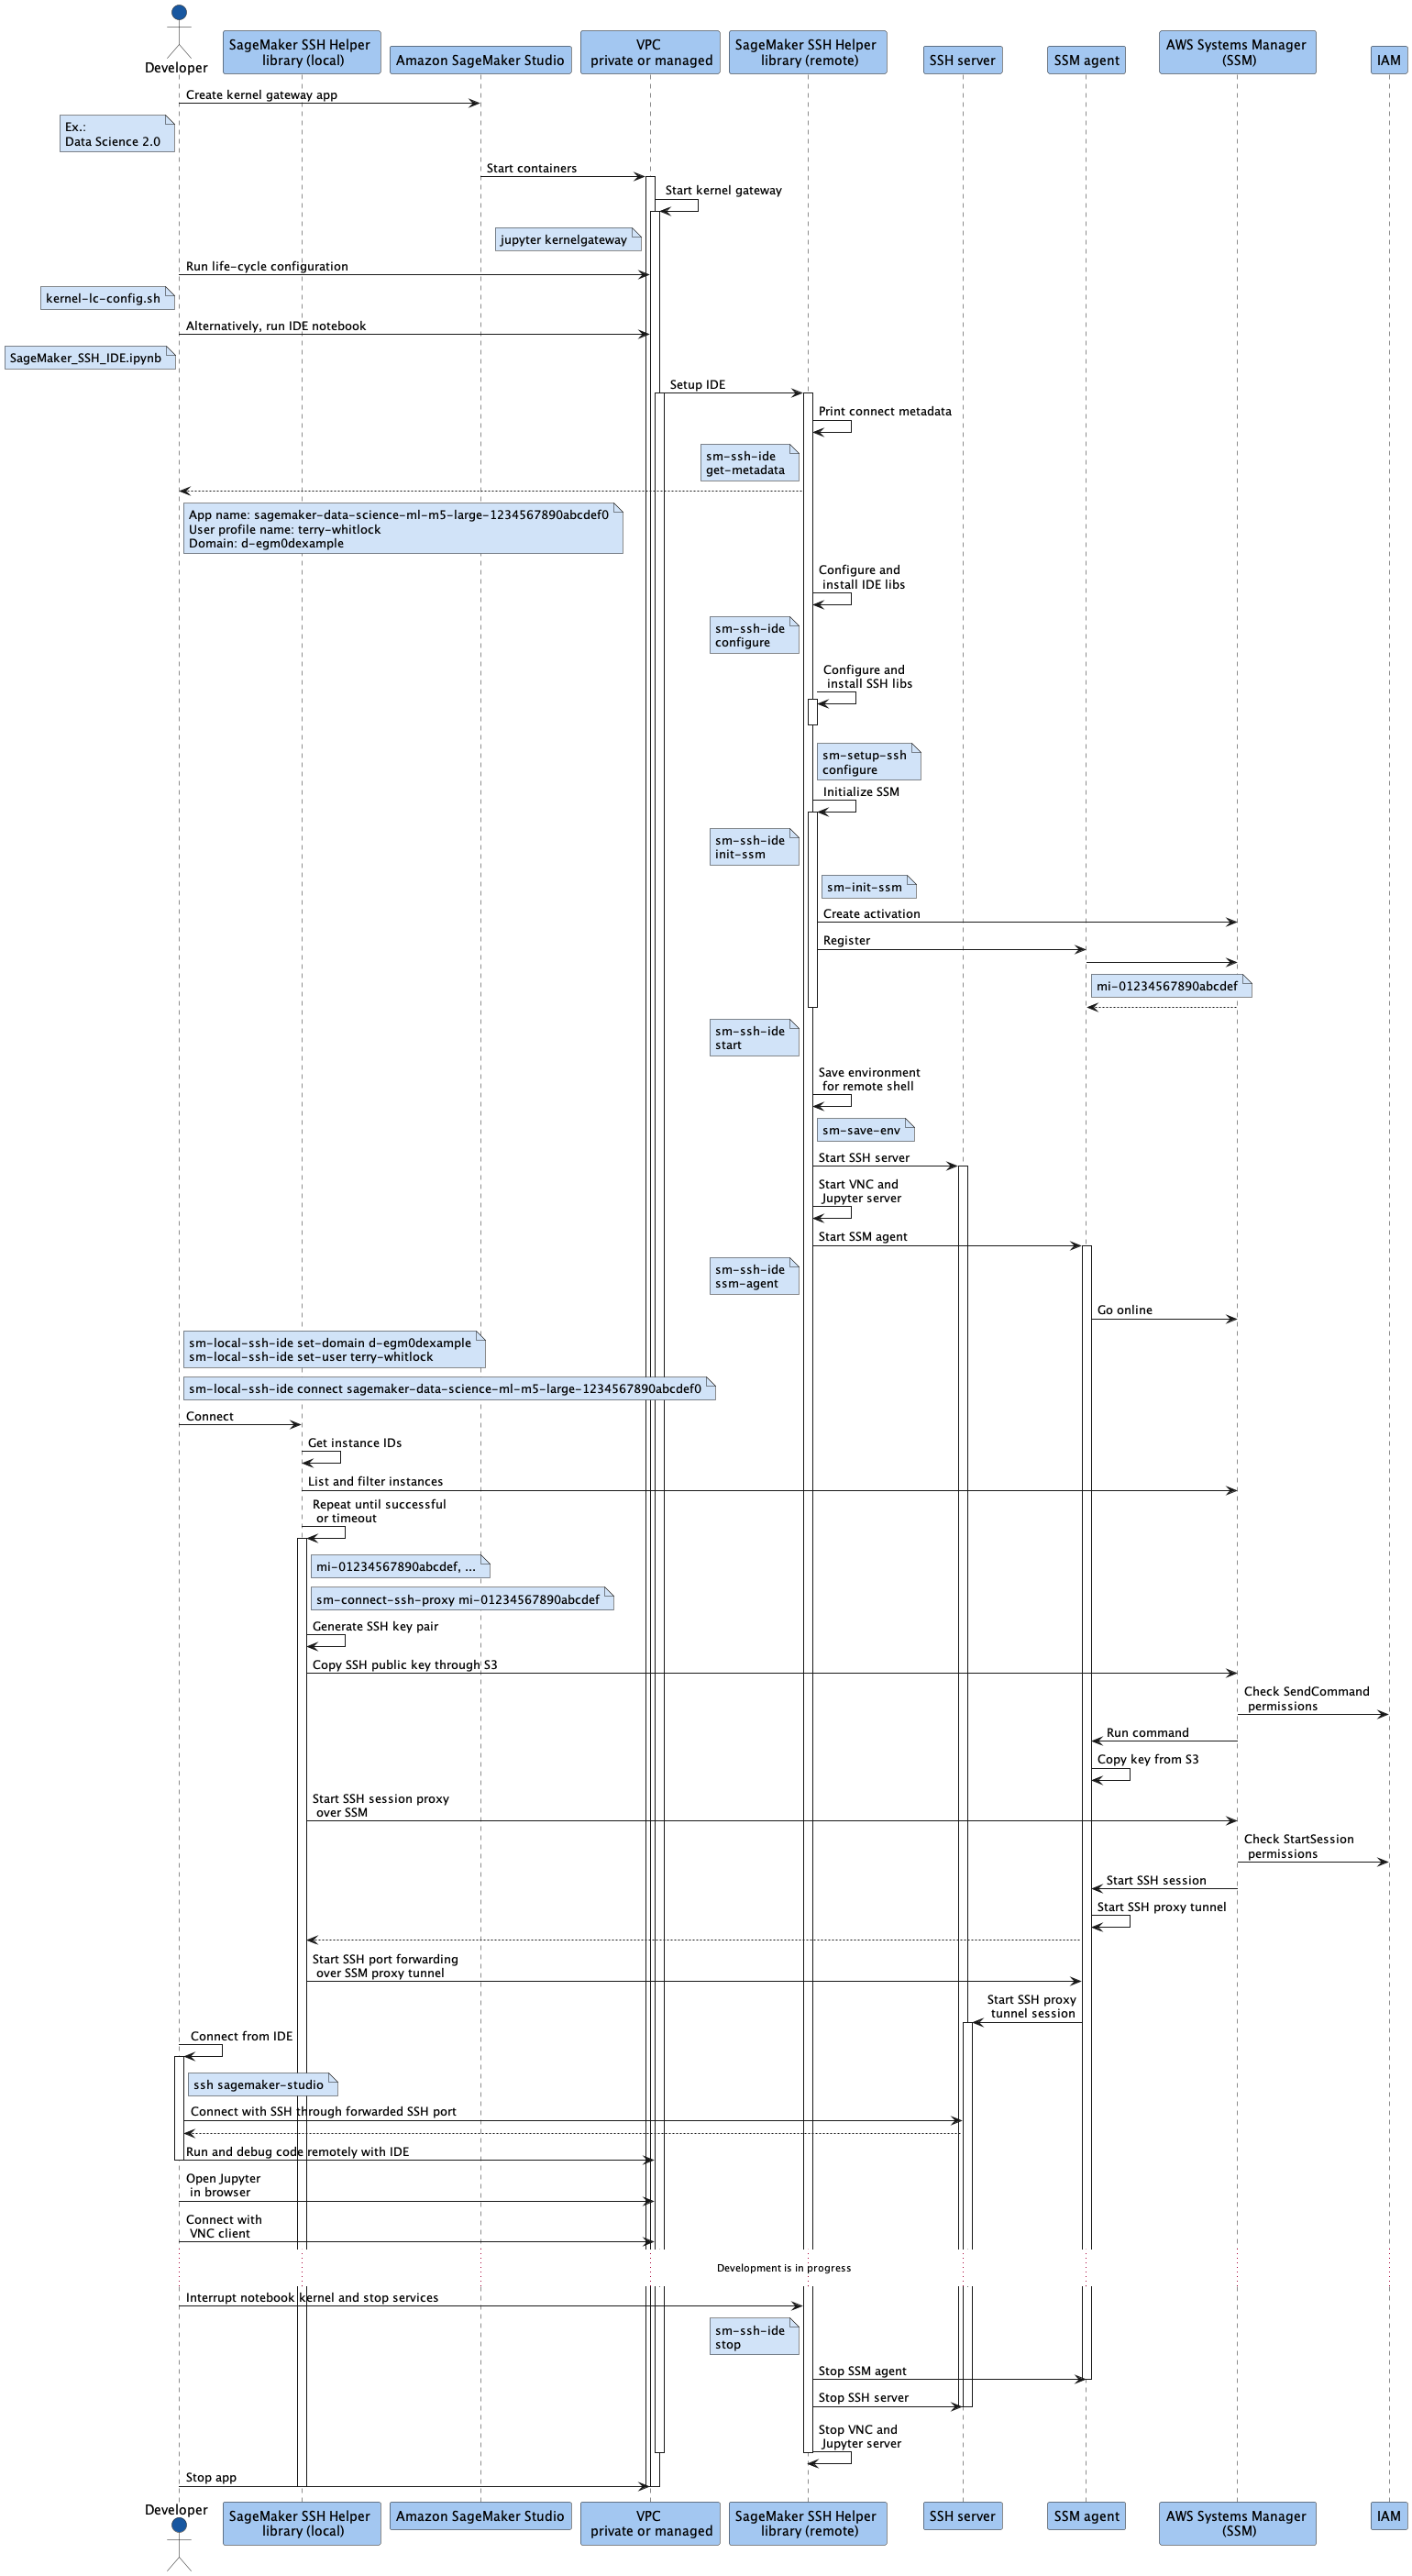 Developer
SageMaker SSH Helper
library (local)
Amazon SageMaker Studio
VPC
private or managed
SageMaker SSH Helper
library (remote)
SSH server
SSM agent
AWS Systems Manager
(SSM)
IAM
Create kernel gateway app
Ex.:
Data Science 2.0
Start containers
Start kernel gateway
jupyter kernelgateway
Run life-cycle configuration
kernel-lc-config.sh
Alternatively, run IDE notebook
SageMaker_SSH_IDE.ipynb
Setup IDE
Print connect metadata
sm-ssh-ide
get-metadata
App name: sagemaker-data-science-ml-m5-large-1234567890abcdef0
User profile name: terry-whitlock
Domain: d-egm0dexample
Configure and
install IDE libs
sm-ssh-ide
configure
Configure and
install SSH libs
sm-setup-ssh
configure
Initialize SSM
sm-ssh-ide
init-ssm
sm-init-ssm
Create activation
Register
mi-01234567890abcdef
sm-ssh-ide
start
Save environment
for remote shell
sm-save-env
Start SSH server
Start VNC and
Jupyter server
Start SSM agent
sm-ssh-ide
ssm-agent
Go online
sm-local-ssh-ide set-domain d-egm0dexample
sm-local-ssh-ide set-user terry-whitlock
sm-local-ssh-ide connect sagemaker-data-science-ml-m5-large-1234567890abcdef0
Connect
Get instance IDs
List and filter instances
Repeat until successful
or timeout
mi-01234567890abcdef, ...
sm-connect-ssh-proxy mi-01234567890abcdef
Generate SSH key pair
Copy SSH public key through S3
Check SendCommand
permissions
Run command
Copy key from S3
Start SSH session proxy
over SSM
Check StartSession
permissions
Start SSH session
Start SSH proxy tunnel
Start SSH port forwarding
over SSM proxy tunnel
Start SSH proxy
tunnel session
Connect from IDE
ssh sagemaker-studio
Connect with SSH through forwarded SSH port
Run and debug code remotely with IDE
Open Jupyter
in browser
Connect with
VNC client
Development is in progress
Interrupt notebook kernel and stop services
sm-ssh-ide
stop
Stop SSM agent
Stop SSH server
Stop VNC and
Jupyter server
Stop app
Developer
SageMaker SSH Helper
library (local)
Amazon SageMaker Studio
VPC
private or managed
SageMaker SSH Helper
library (remote)
SSH server
SSM agent
AWS Systems Manager
(SSM)
IAM